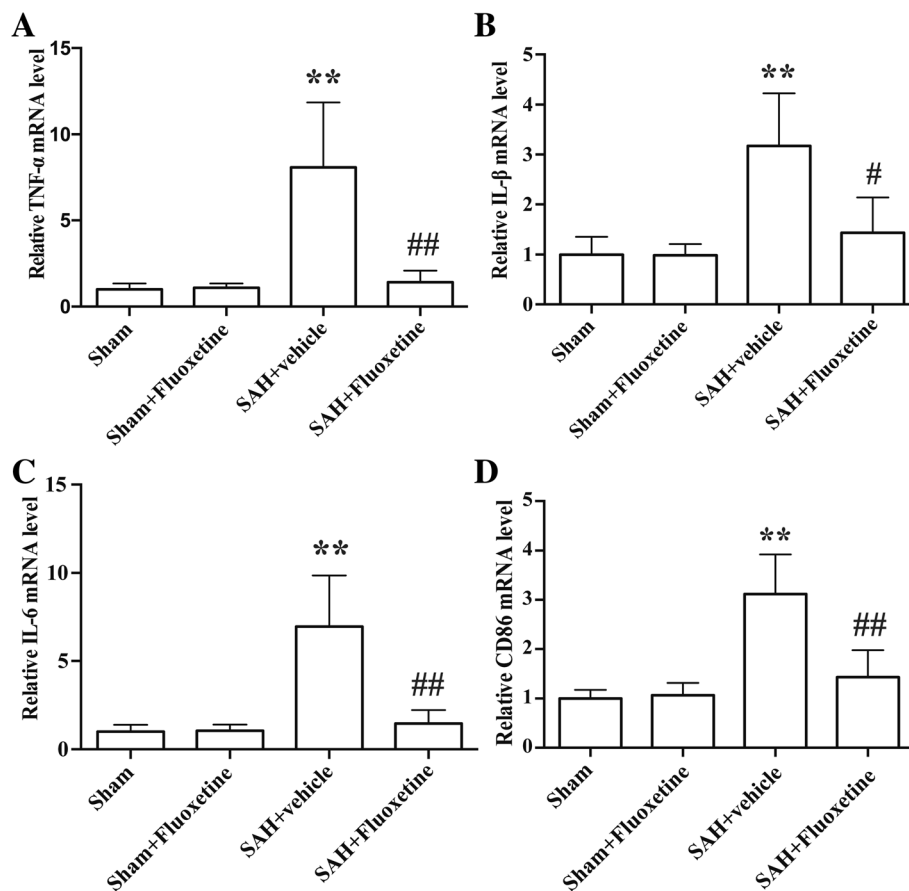 A
Relative TNF-α mRNA level
15
10
5
0
**
##
Sham
Sham+Fluoxetine
SAH+vehicle
SAH+Fluoxetine
B
Relative IL-β mRNA level
5
4
3
2
1
0
**
#
Sham
Sham+Fluoxetine
SAH+vehicle
SAH+Fluoxetine
C
Relative IL-6 mRNA level
15
10
5
0
**
##
Sham
Sham+Fluoxetine
SAH+vehicle
SAH+Fluoxetine
D
Relative CD86 mRNA level
5
4
3
2
1
0
**
##
Sham
Sham+Fluoxetine
SAH+vehicle
SAH+Fluoxetine